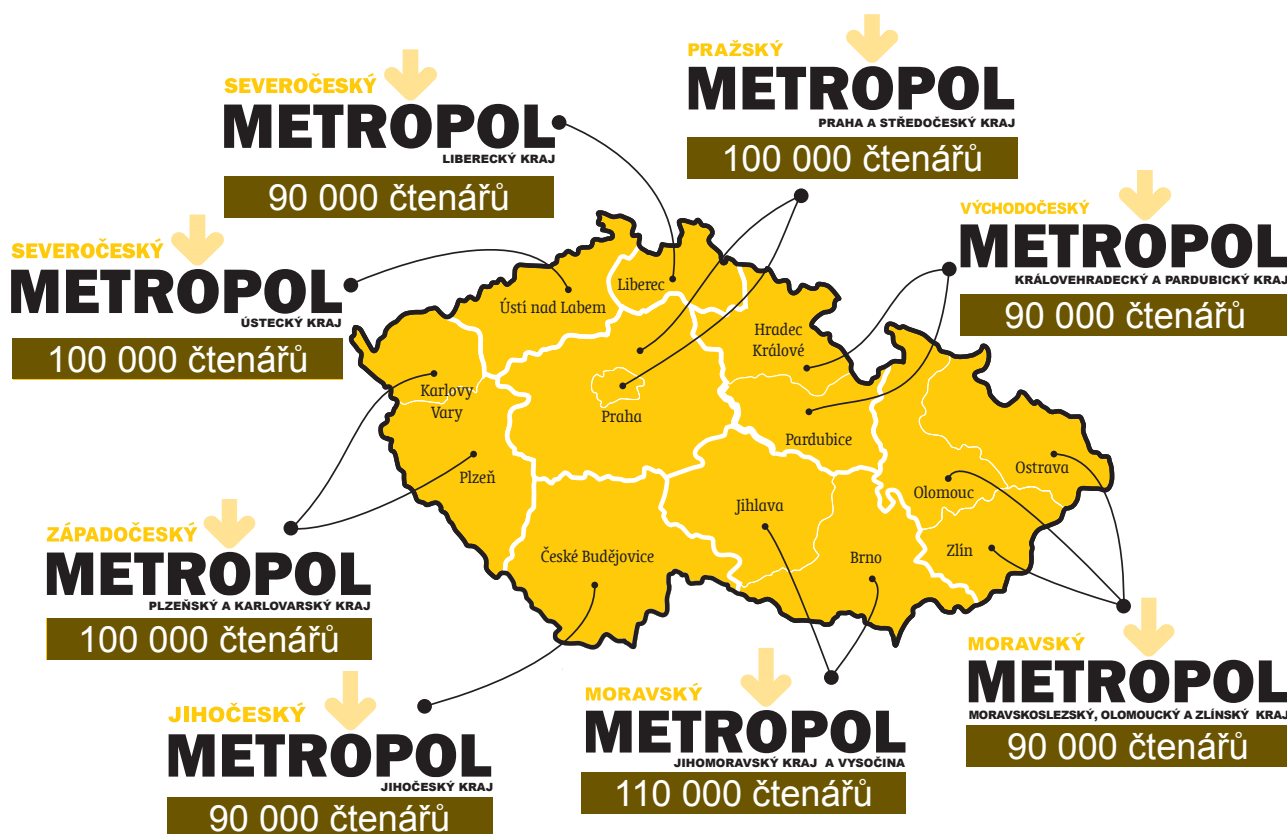 PRAŽSKÝ
METROPOL
PRAHA A STŘEDOČESKÝ KRAJ
100 000 čtenářů
SEVEROČESKÝ
METROPOL
LIBERECKÝ KRAJ
90 000 čtenářů
VÝCHODOČESKÝ
METROPOL
KRÁLOVEHRADECKÝ A PARDUBICKÝ KRAJ
90 000 čtenářů
SEVEROČESKÝ
METROPOL
ÚSTECKÝ KRAJ
100 000 čtenářů
Liberec
Ústí nad Labem
Hradec
Králové
Karlovy
Vary
Praha
Pardubice
Plzeň
Ostrava
Olomouc
Jihlava
České Budějovice
Brno
Zlín
ZÁPADOČESKÝ
METROPOL
PLZEŇSKÝ A KARLOVARSKÝ KRAJ
100 000 čtenářů
MORAVSKÝ
METROPOL
MORAVSKOSLEZSKÝ, OLOMOUCKÝ A ZLÍNSKÝ KRAJ
90 000 čtenářů
JIHOČESKÝ
METROPOL
JIHOČESKÝ KRAJ
90 000 čtenářů
MORAVSKÝ
METROPOL
JIHOMORAVSKÝ KRAJ A VYSOČINA
110 000 čtenářů